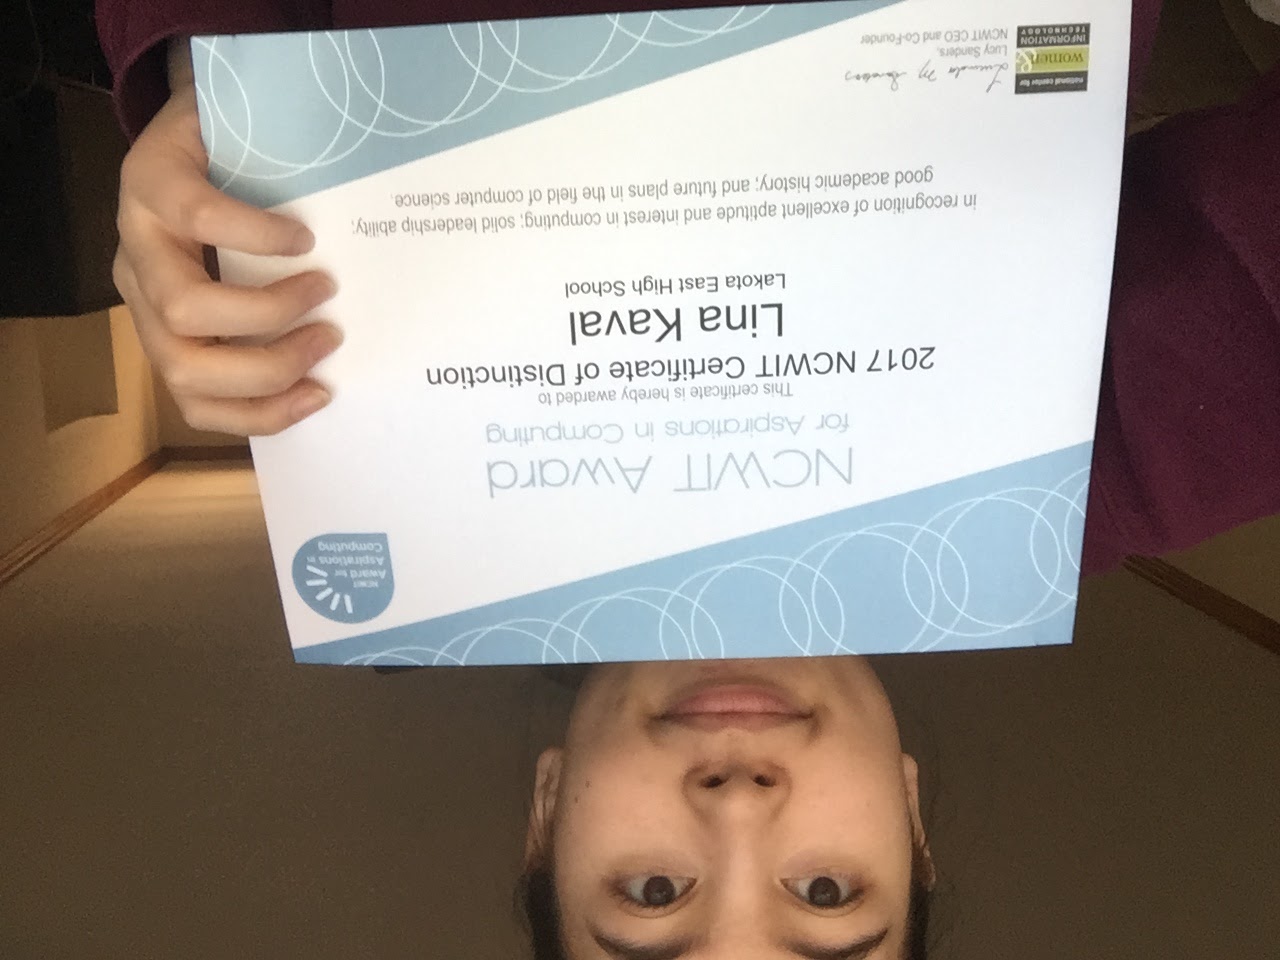 NCWIT
Award for
Aspirations in
Computing
NCWIT Award
for Aspirations in Computing
This certificate is hereby awarded to
2017 NCWIT Certificate of Distinction
Lina Kaval
Lakota East High School
in recognition of excellent aptitude and interest in computing; solid leadership ability;
good academic history; and future plans in the field of computer science.
national center for
women &
INFORMATION
TECHNOLOGY
Lucinda M Sanders
Lucy Sanders,
NCWIT CEO and Co-Founder